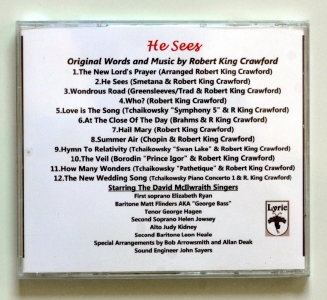 He Sees
Original Words and Music by Robert King Crawford
1.The New Lord's Prayer (Arranged Robert King Crawford)
2.He Sees (Smetana & Robert King Crawford)
3.Wondrous Road (Greensleeves/Trad & Robert King Crawford)
4.Who? (Robert King Crawford)
5.Love is The Song (Tchaikowsky "Symphony 5" & R King Crawford)
6.At The Close Of The Day (Brahms & R King Crawford)
7.Hail Mary (Robert King Crawford)
8.Summer Air (Chopin & Robert King Crawford)
9.Hymn To Relativity (Tchaikowsky "Swan Lake" & Robert King Crawford)
10.The Veil (Borodin "Prince Igor" & Robert King Crawford)
11.How Many Wonders (Tchaikowsky "Pathetique" & Robert King Crawford)
12.The New Wedding Song (Tchaikowsky Piano Concerto 1 & R. King Crawford)
Starring The David McIlwraith Singers
First soprano Elizabeth Ryan
Baritone Matt Flinders AKA "George Bass"
Tenor George Hagen
Second Soprano Helen Jowsey
Alto Judy Kidney
Second Baritone Leon Heale
Special Arrangements by Bob Arrowsmith and Allan Deak
Sound Engineer John Sayers
Lyric